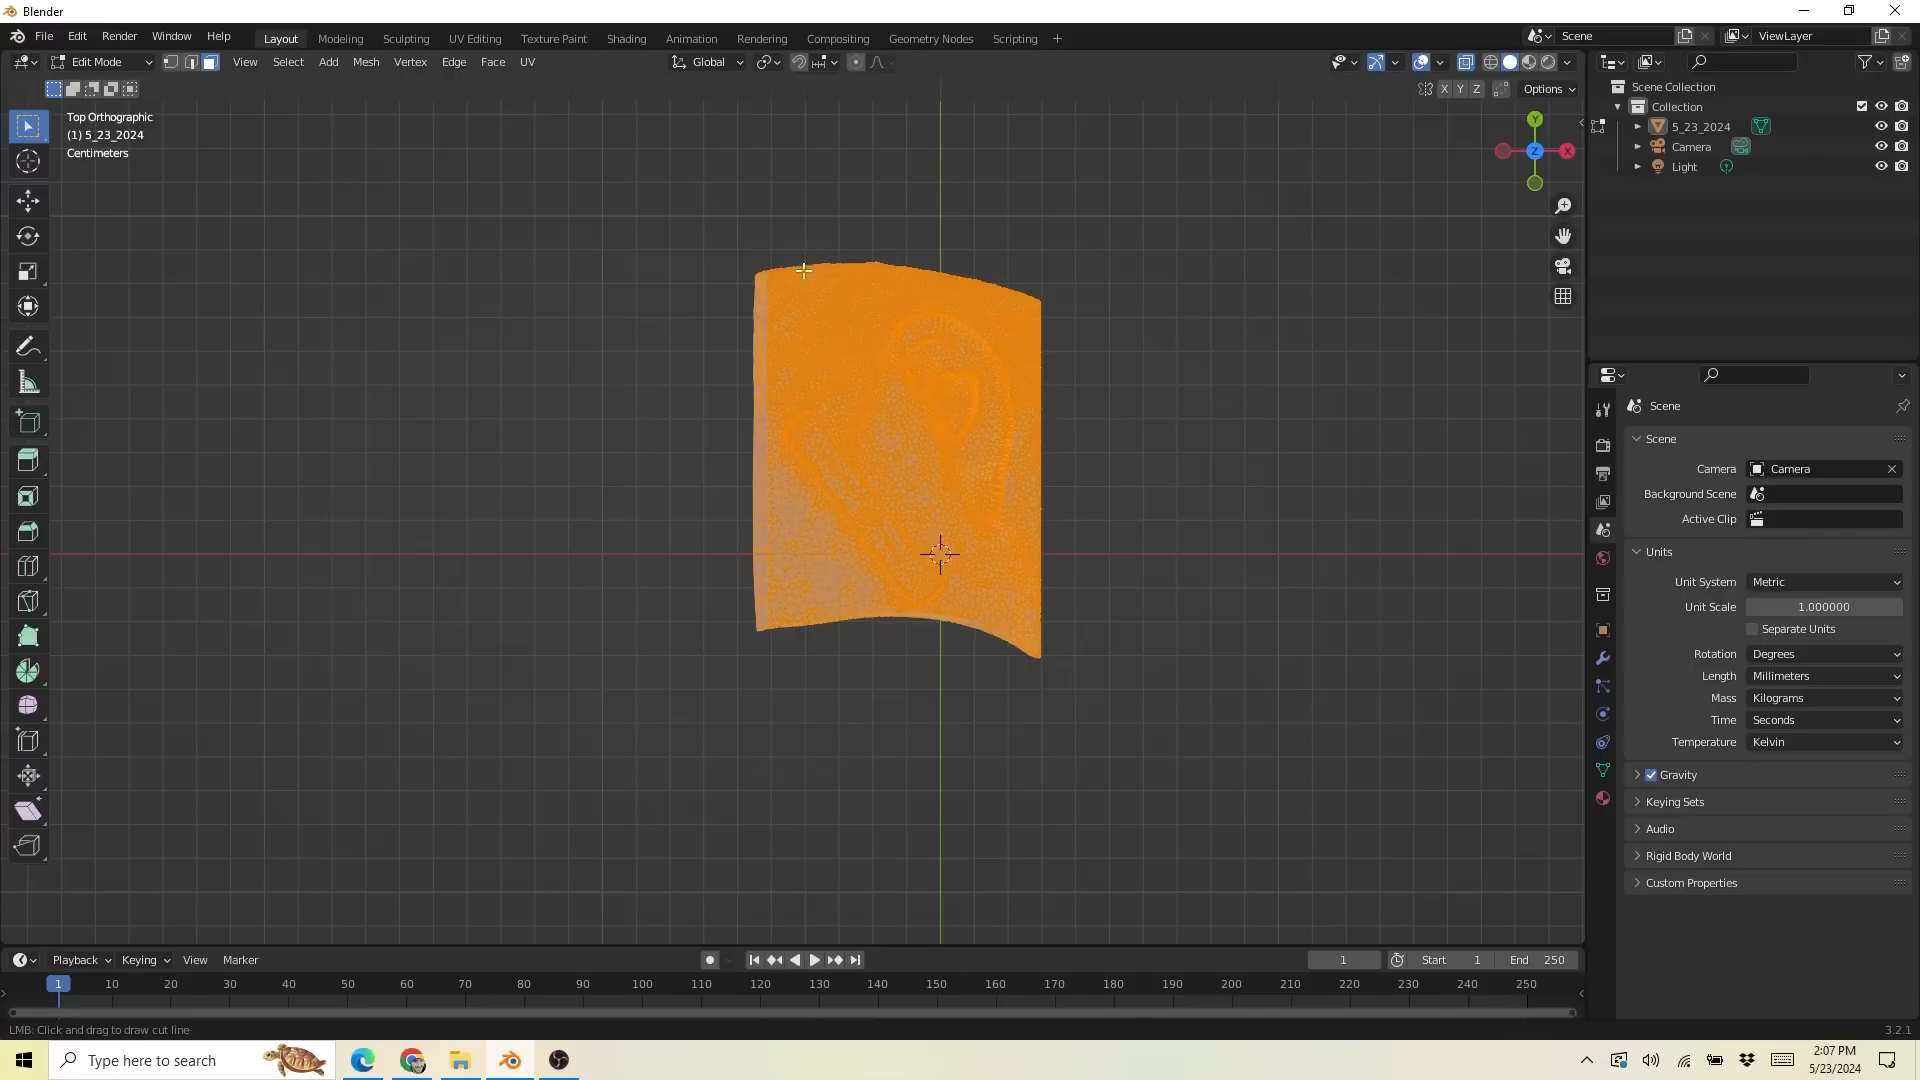 Blender
File Edit Render Window Help
Layout Modeling Sculpting UV Editing Texture Paint Shading Animation Rendering Compositing Geometry Nodes Scripting +
Scene
ViewLayer
Edit Mode View Select Add Mesh Vertex Edge Face UV
Global
X Y Z Options
Top Orthographic
(1) 5_23_2024
Centimeters
Y
Z
X
Scene Collection
Collection
5_23_2024
Camera
Light
Scene
Scene
Camera Camera
Background Scene
Active Clip
Units
Unit System Metric
Unit Scale 1.000000
Separate Units
Rotation Degrees
Length Millimeters
Mass Kilograms
Time Seconds
Temperature Kelvin
Gravity
Keying Sets
Audio
Rigid Body World
Custom Properties
Playback Keying View Marker
1 Start 1 End 250
1 10 20 30 40 50 60 70 80 90 100 110 120 130 140 150 160 170 180 190 200 210 220 230 240 250
LMB: Click and drag to draw cut line
3.2.1
Type here to search
2:07 PM
5/23/2024